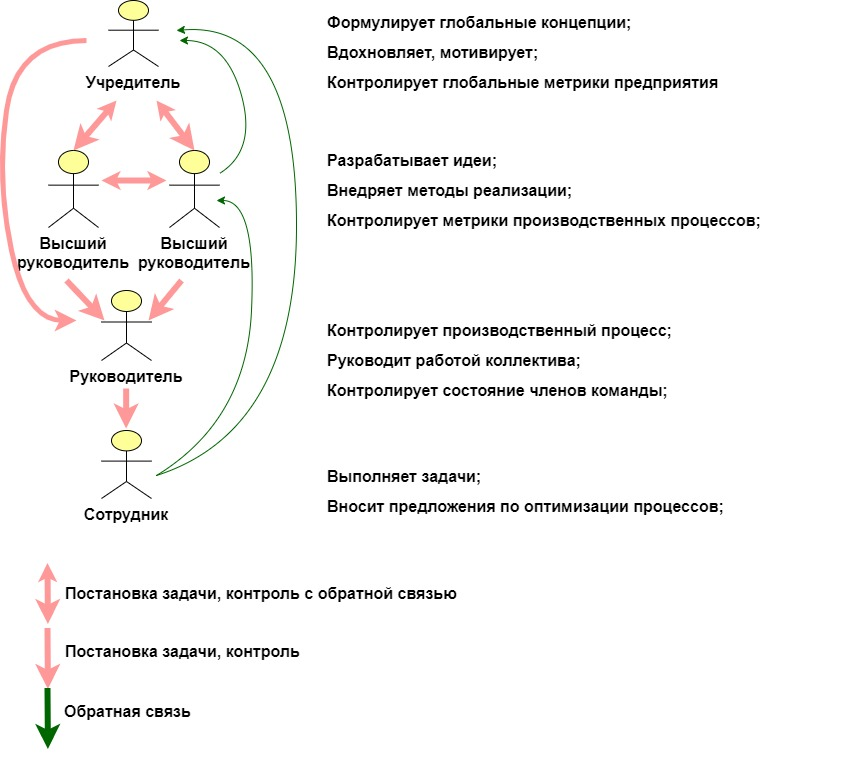 Учредитель
Формулирует глобальные концепции;
Вдохновляет, мотивирует;
Контролирует глобальные метрики предприятия
Высший
руководитель
Высший
руководитель
Разрабатывает идеи;
Внедряет методы реализации;
Контролирует метрики производственных процессов;
Руководитель
Контролирует производственный процесс;
Руководит работой коллектива;
Контролирует состояние членов команды;
Сотрудник
Выполняет задачи;
Вносит предложения по оптимизации процессов;
Постановка задачи, контроль с обратной связью
Постановка задачи, контроль
Обратная связь